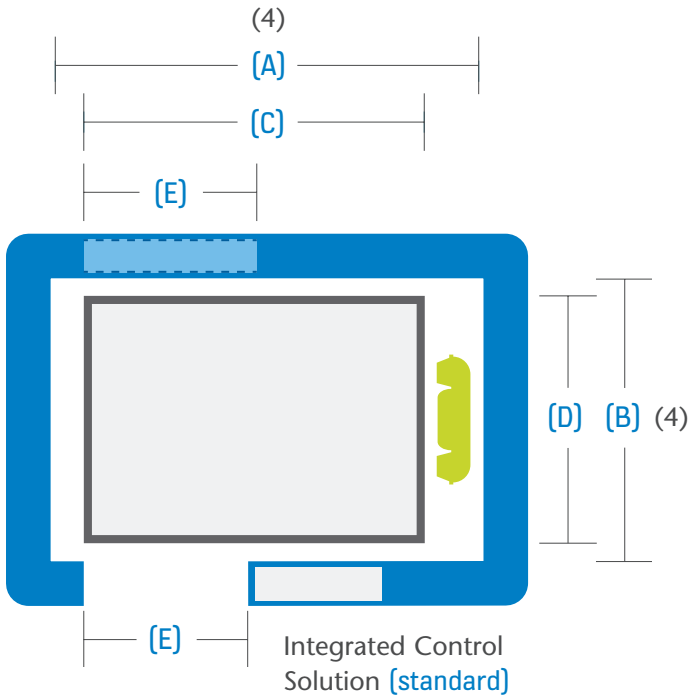 (4)
(A)
(C)
(E)
(D) (B) (4)
(E)
Integrated Control
Solution (standard)